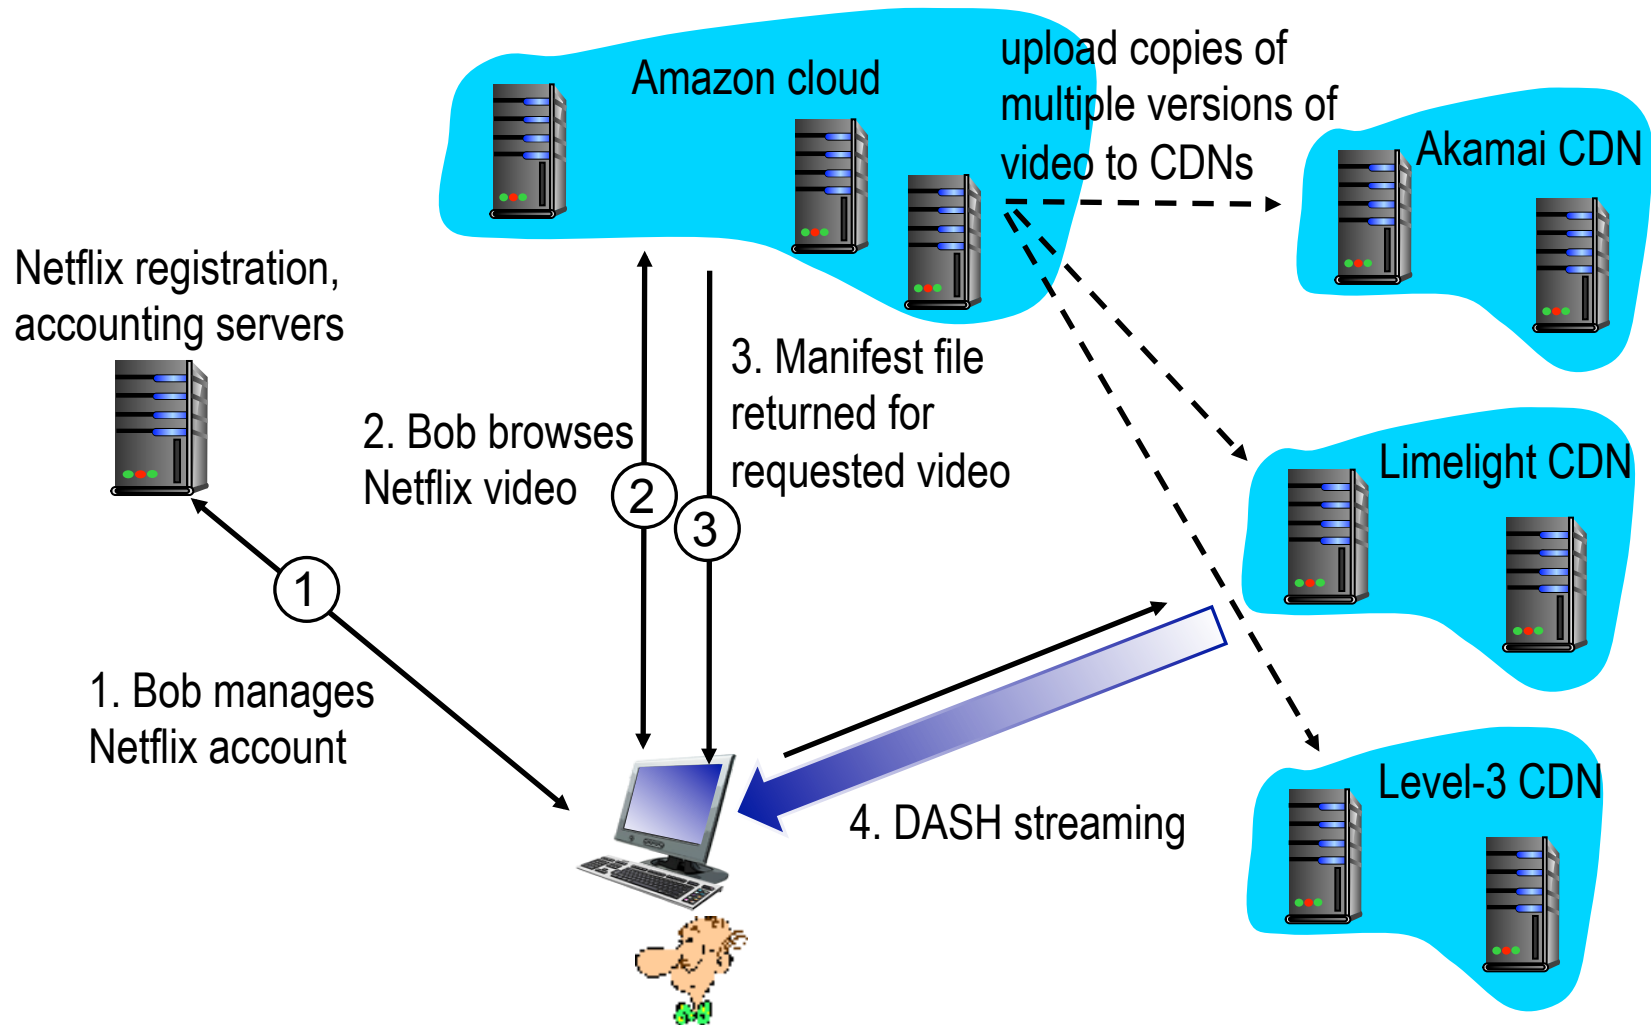 Amazon cloud
upload copies of
multiple versions of
video to CDNs
Akamai CDN
Netflix registration,
accounting servers
3. Manifest file
returned for
requested video
2. Bob browses
Netflix video
2
3
Limelight CDN
1
1. Bob manages
Netflix account
4. DASH streaming
Level-3 CDN